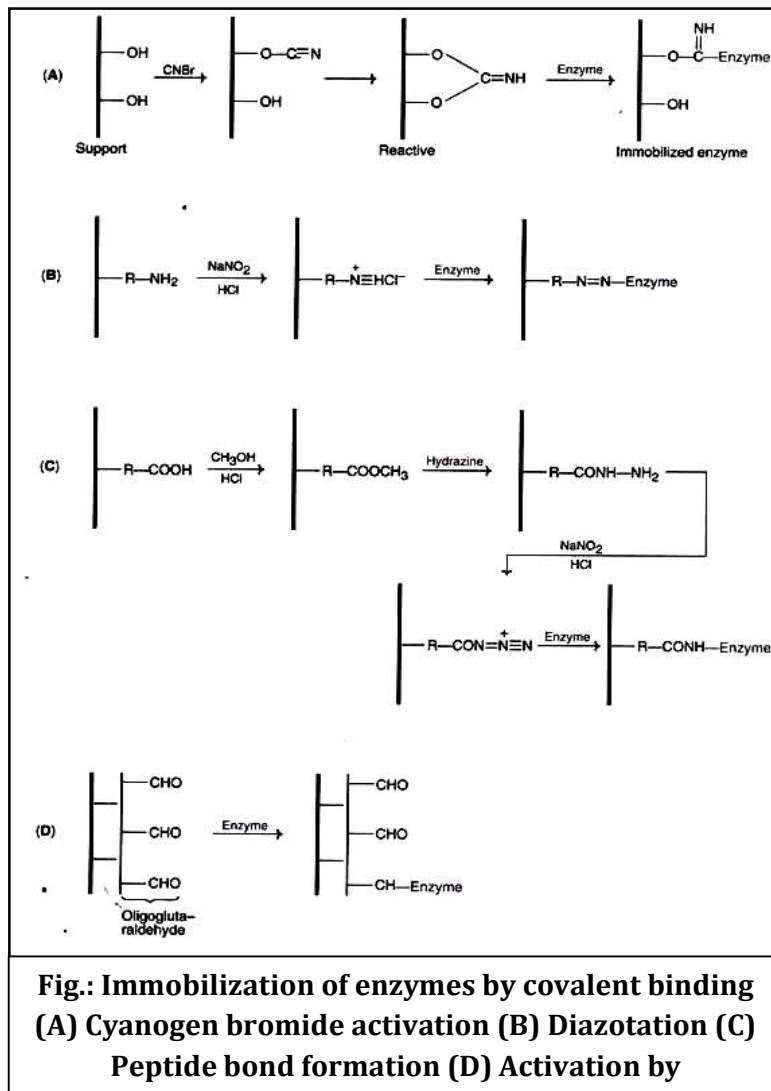 (A) OH CNBr O—C≡N O C=NH Enzyme NH
OH OH O O—C—Enzyme
OH
Support Reactive Immobilized enzyme
(B) R—NH2 NaNO2 HCl R—N≡HCl− + Enzyme R—N=N—Enzyme
(C) R—COOH CH3OH HCl R—COOCH3 Hydrazine R—CONH—NH2
NaNO2
HCl
R—CON=N≡N + Enzyme R—CONH—Enzyme
CHO CHO
(D) CHO Enzyme CHO
CHO CH—Enzyme
Oligogluta–
raldehyde
Fig.: Immobilization of enzymes by covalent binding
(A) Cyanogen bromide activation (B) Diazotation (C)
Peptide bond formation (D) Activation by